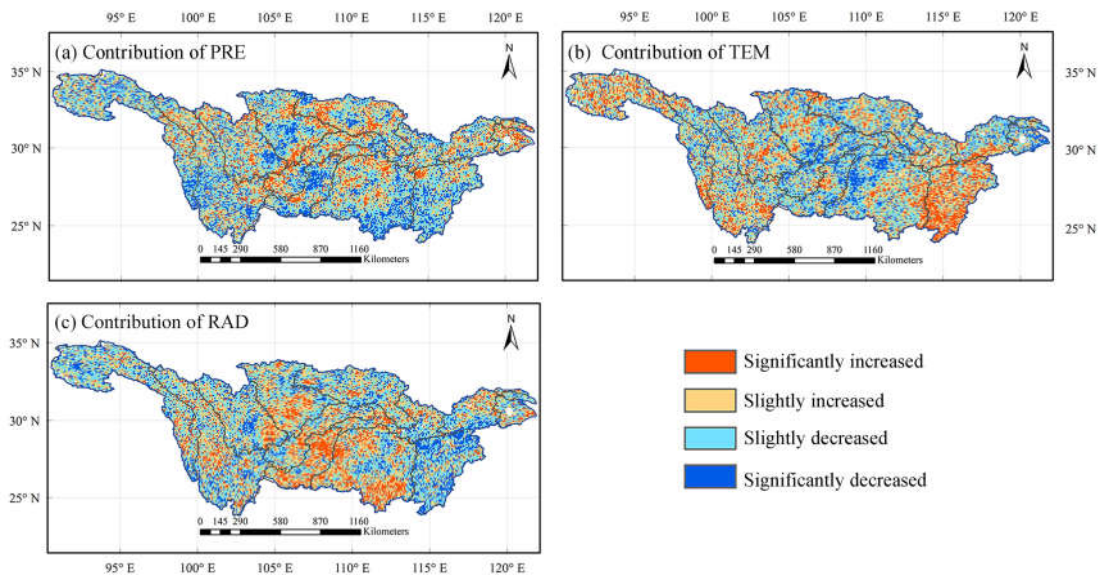 95° E 100° E 105° E 110° E 115° E 120° E 95° E 100° E 105° E 110° E 115° E 120° E
(a) Contribution of PRE
N
35° N
30° N
25° N
0 145 290 580 870 1160
Kilometers
(b) Contribution of TEM
N
35° N
30° N
25° N
0 145 290 580 870 1160
Kilometers
(c) Contribution of RAD
N
35° N
30° N
25° N
0 145 290 580 870 1160
Kilometers
95° E 100° E 105° E 110° E 115° E 120° E
Significantly increased
Slightly increased
Slightly decreased
Significantly decreased